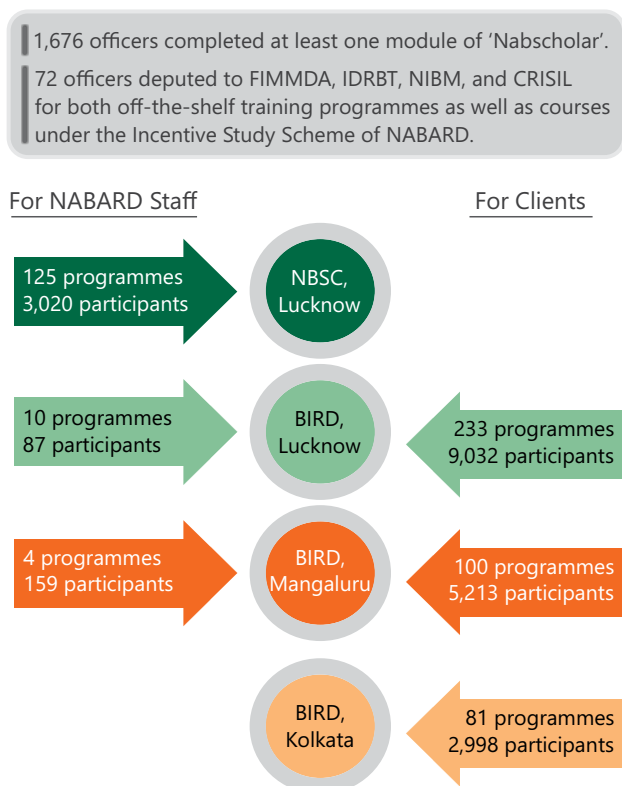 1,676 officers completed at least one module of ‘Nabscholar’.
72 officers deputed to FIMMDA, IDRBT, NIBM, and CRISIL
for both off-the-shelf training programmes as well as courses
under the Incentive Study Scheme of NABARD.
For NABARD Staff
For Clients
125 programmes
3,020 participants
NBSC,
Lucknow
10 programmes
87 participants
BIRD,
Lucknow
233 programmes
9,032 participants
4 programmes
159 participants
BIRD,
Mangaluru
100 programmes
5,213 participants
BIRD,
Kolkata
81 programmes
2,998 participants